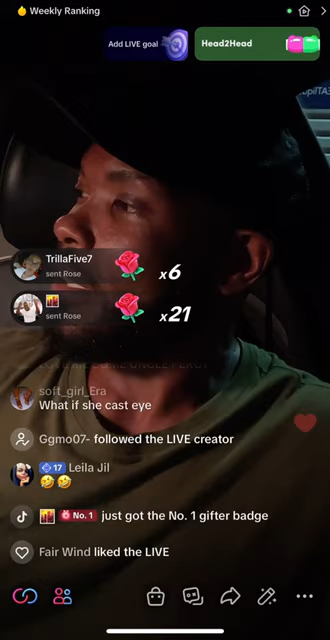 Weekly Ranking
Add LIVE goal
Head2Head
TrillaFive7
sent Rose
x6
sent Rose
x21
soft_girl_Era
What if she cast eye
Ggmo07- followed the LIVE creator
17 Leila Jil
🤣🤣
No. 1 just got the No. 1 gifter badge
Fair Wind liked the LIVE